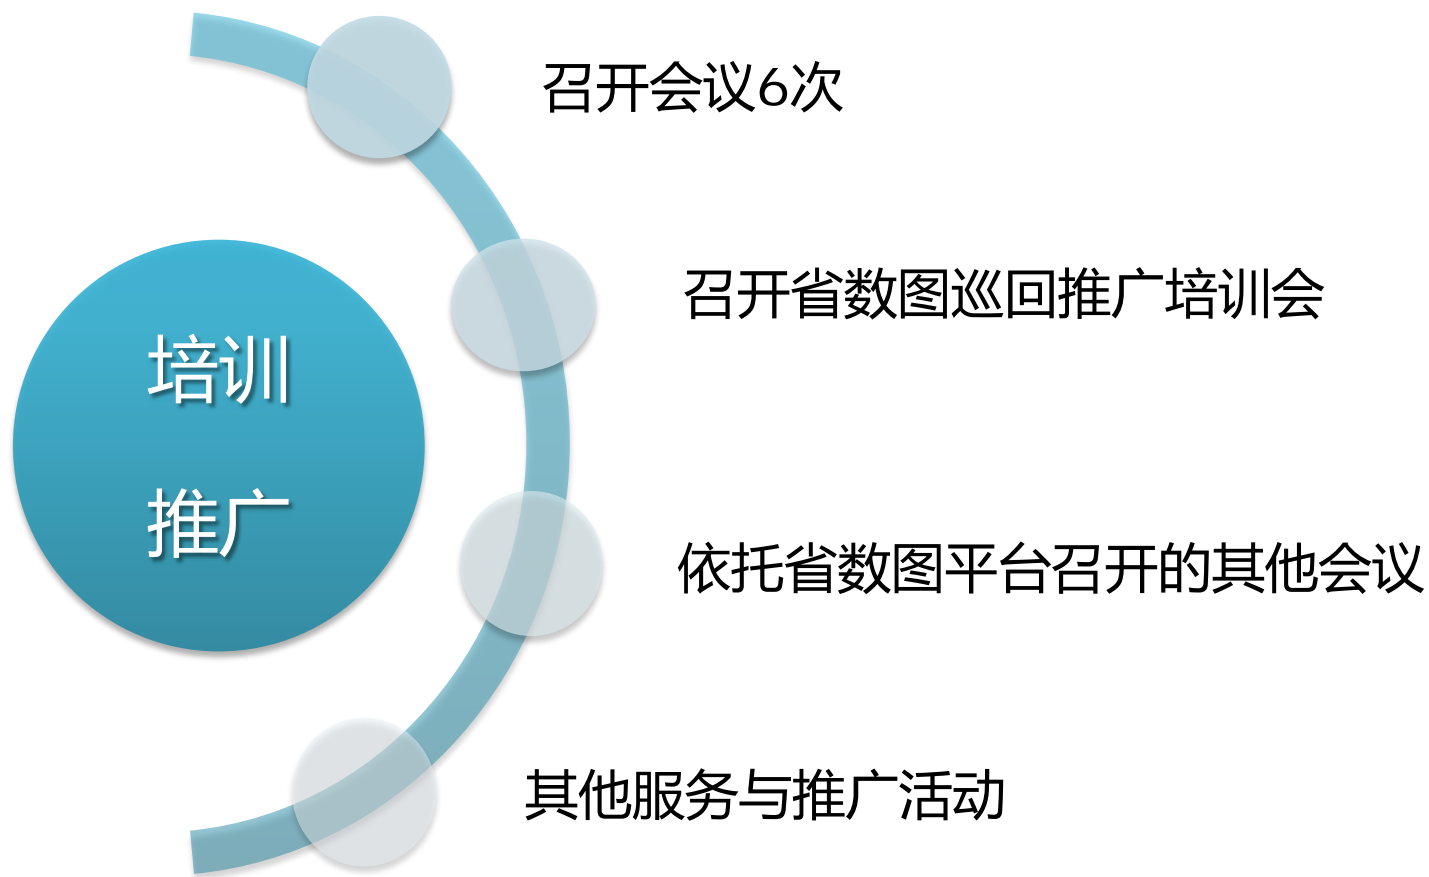 召开会议6次
召开省数图巡回推广培训会
培训
推广
依托省数图平台召开的其他会议
其他服务与推广活动